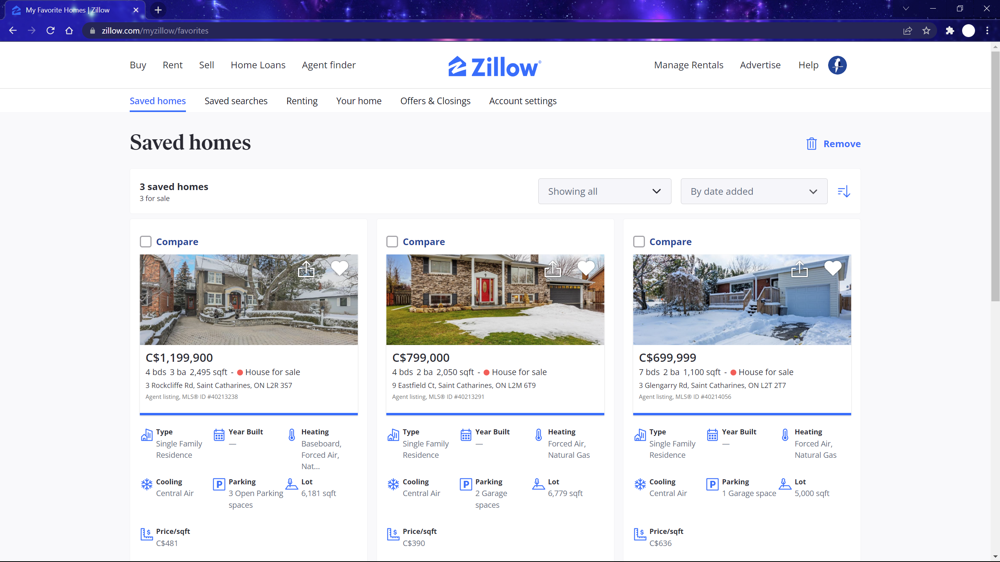 My Favorite Homes | Zillow
zillow.com/myzillow/favorites
Buy Rent Sell Home Loans Agent finder Zillow® Manage Rentals Advertise Help
Saved homes Saved searches Renting Your home Offers & Closings Account settings
Saved homes
Remove
3 saved homes
3 for sale
Showing all
By date added
Compare
9
C$1,199,900
4 bds 3 ba 2,495 sqft - House for sale
3 Rockcliffe Rd, Saint Catharines, ON L2R 3S7
Agent listing, MLS® ID #40213238
Type
Single Family
Residence
Year Built
—
Heating
Baseboard,
Forced Air,
Nat...
Cooling
Central Air
P
Parking
3 Open Parking
spaces
Lot
6,181 sqft
$
Price/sqft
C$481
Compare
C$799,000
4 bds 2 ba 2,050 sqft - House for sale
9 Eastfield Ct, Saint Catharines, ON L2M 6T9
Agent listing, MLS® ID #40213291
Type
Single Family
Residence
Year Built
—
Heating
Forced Air,
Natural Gas
Cooling
Central Air
P
Parking
2 Garage
spaces
Lot
6,779 sqft
$
Price/sqft
C$390
Compare
C$699,999
7 bds 2 ba 1,100 sqft - House for sale
3 Glengarry Rd, Saint Catharines, ON L2T 2T7
Agent listing, MLS® ID #40214056
Type
Single Family
Residence
Year Built
—
Heating
Forced Air,
Natural Gas
Cooling
Central Air
P
Parking
1 Garage space
Lot
5,000 sqft
$
Price/sqft
C$636